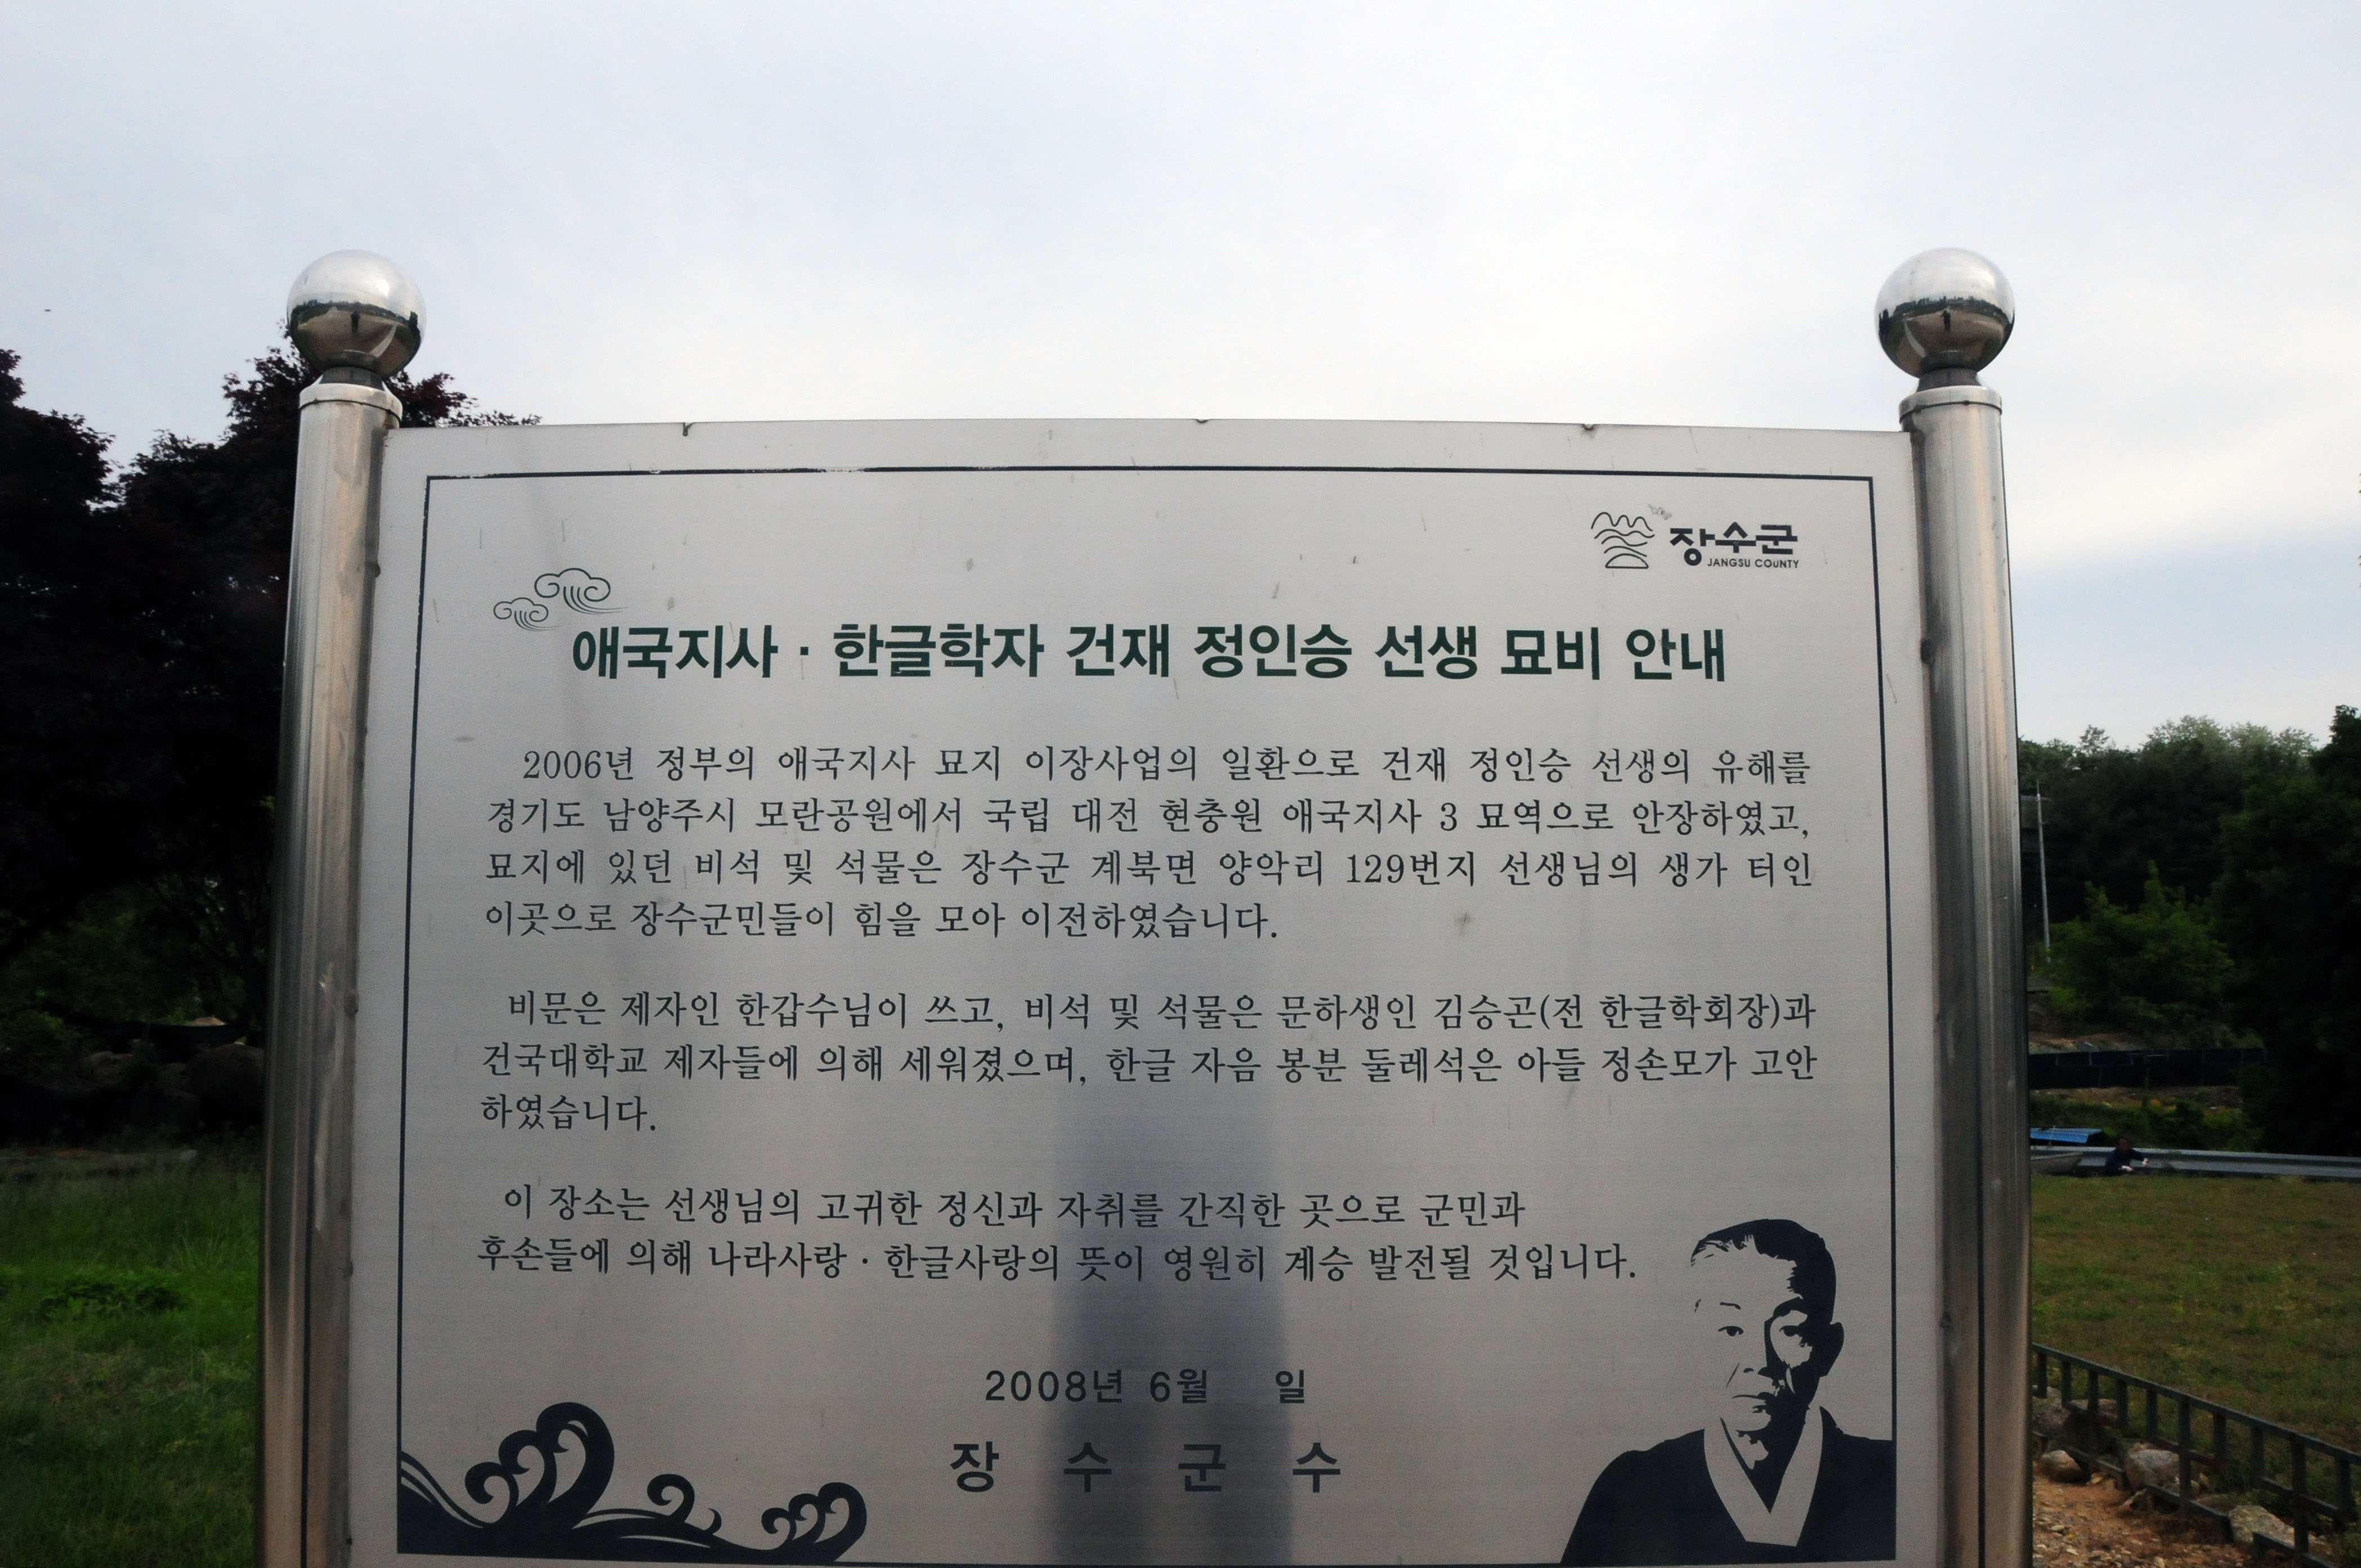 장수군
JANGSU COUNTY
애국지사 · 한글학자 건재 정인승 선생 묘비 안내
2006년 정부의 애국지사 묘지 이장사업의 일환으로 건재 정인승 선생의 유해를
경기도 남양주시 모란공원에서 국립 대전 현충원 애국지사 3 묘역으로 안장하였고,
묘지에 있던 비석 및 석물은 장수군 계북면 양악리 129번지 선생님의 생가 터인
이곳으로 장수군민들이 힘을 모아 이전하였습니다.
비문은 제자인 한갑수님이 쓰고, 비석 및 석물은 문하생인 김승곤(전 한글학회장)과
건국대학교 제자들에 의해 세워졌으며, 한글 자음 봉분 둘레석은 아들 정손모가 고안
하였습니다.
이 장소는 선생님의 고귀한 정신과 자취를 간직한 곳으로 군민과
후손들에 의해 나라사랑 · 한글사랑의 뜻이 영원히 계승 발전될 것입니다.
2008년 6월 일
장 수 군 수